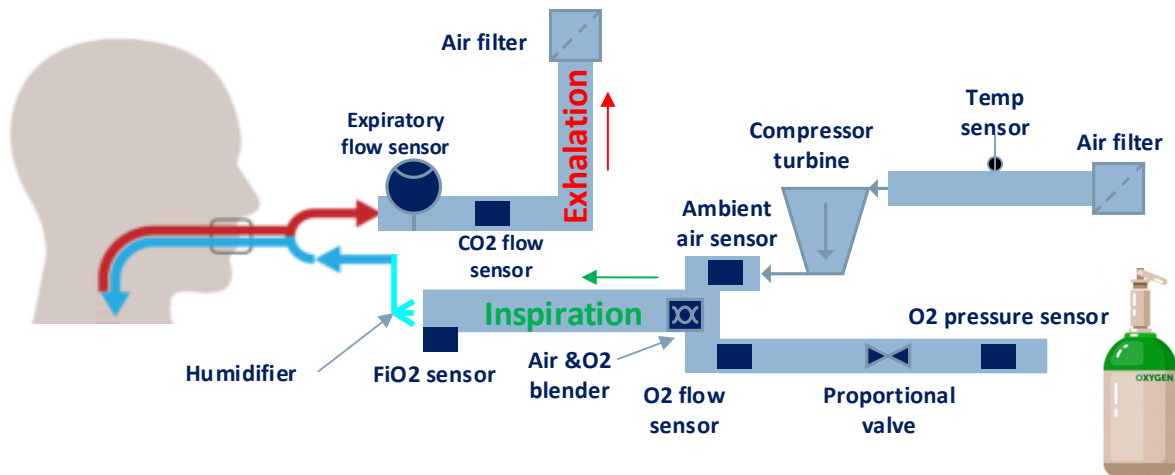 Air filter
Expiratory
flow sensor
Exhalation
CO2 flow
sensor
Temp
sensor
Compressor
turbine
Air filter
Ambient
air sensor
Inspiration
O2 pressure sensor
Humidifier
FiO2 sensor
Air &O2
blender
O2 flow
sensor
Proportional
valve
OXYGEN